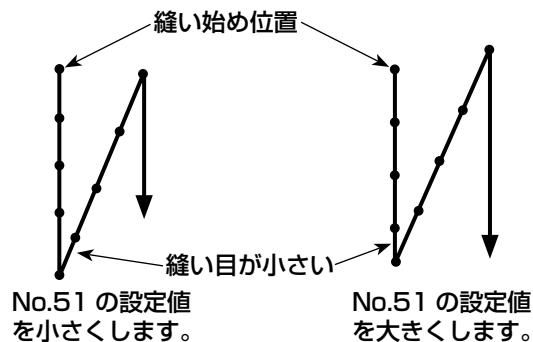 縫い始め位置
縫い目が小さい
No.51 の設定値
を小さくします。
No.51 の設定値
を大きくします。